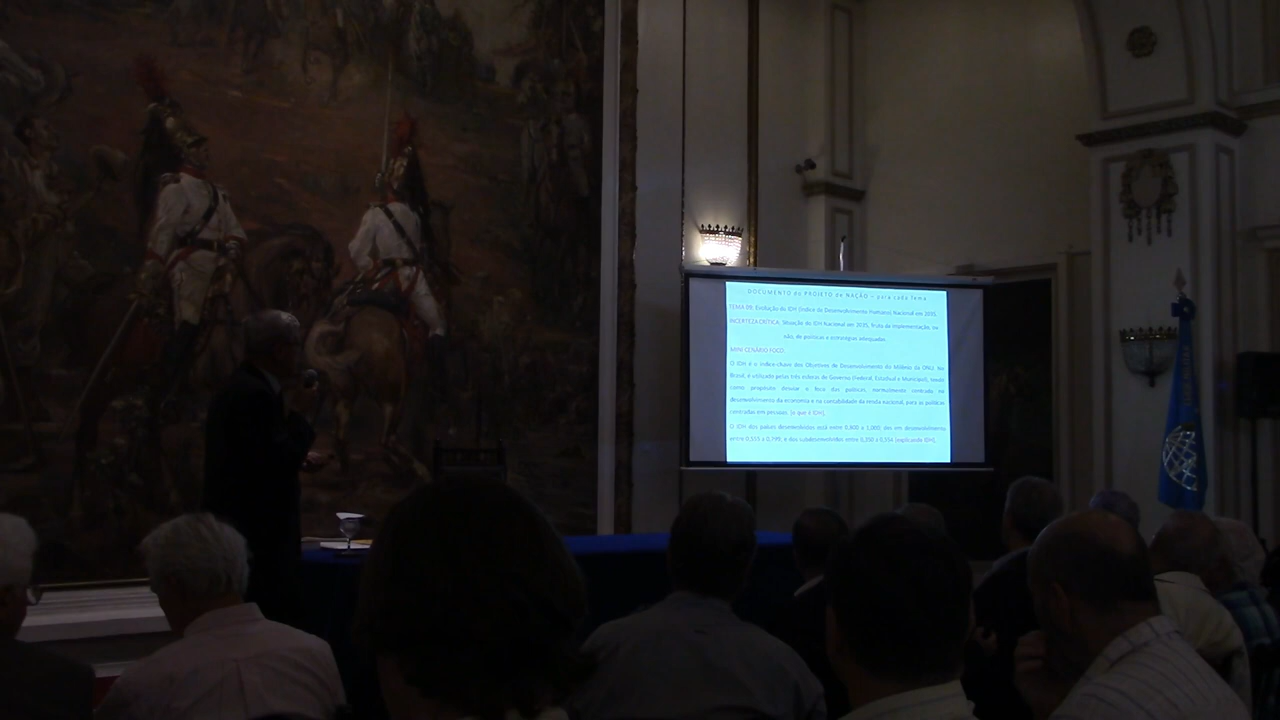 DOCUMENTO do PROJETO de NAÇÃO – para cada Tema
TEMA 09: Evolução do IDH (Índice de Desenvolvimento Humano) Nacional em 2035.
INCERTEZA CRÍTICA: Situação do IDH Nacional em 2035, fruto da implementação, ou
não, de políticas e estratégias adequadas.
MINI CENÁRIO FOCO:
O IDH é o índice-chave dos Objetivos de Desenvolvimento do Milênio da ONU. No
Brasil, é utilizado pelas três esferas de Governo (Federal, Estadual e Municipal), tendo
como propósito desviar o foco das políticas normalmente centrado no
desenvolvimento da economia e na contabilidade da renda nacional, para as políticas
centradas em pessoas. [o que é IDH].
O IDH dos países desenvolvidos está entre 0,800 a 1,000; dos em desenvolvimento
entre 0,555 a 0,799; e dos subdesenvolvidos entre 0,350 a 0,554 [explicando IDH].